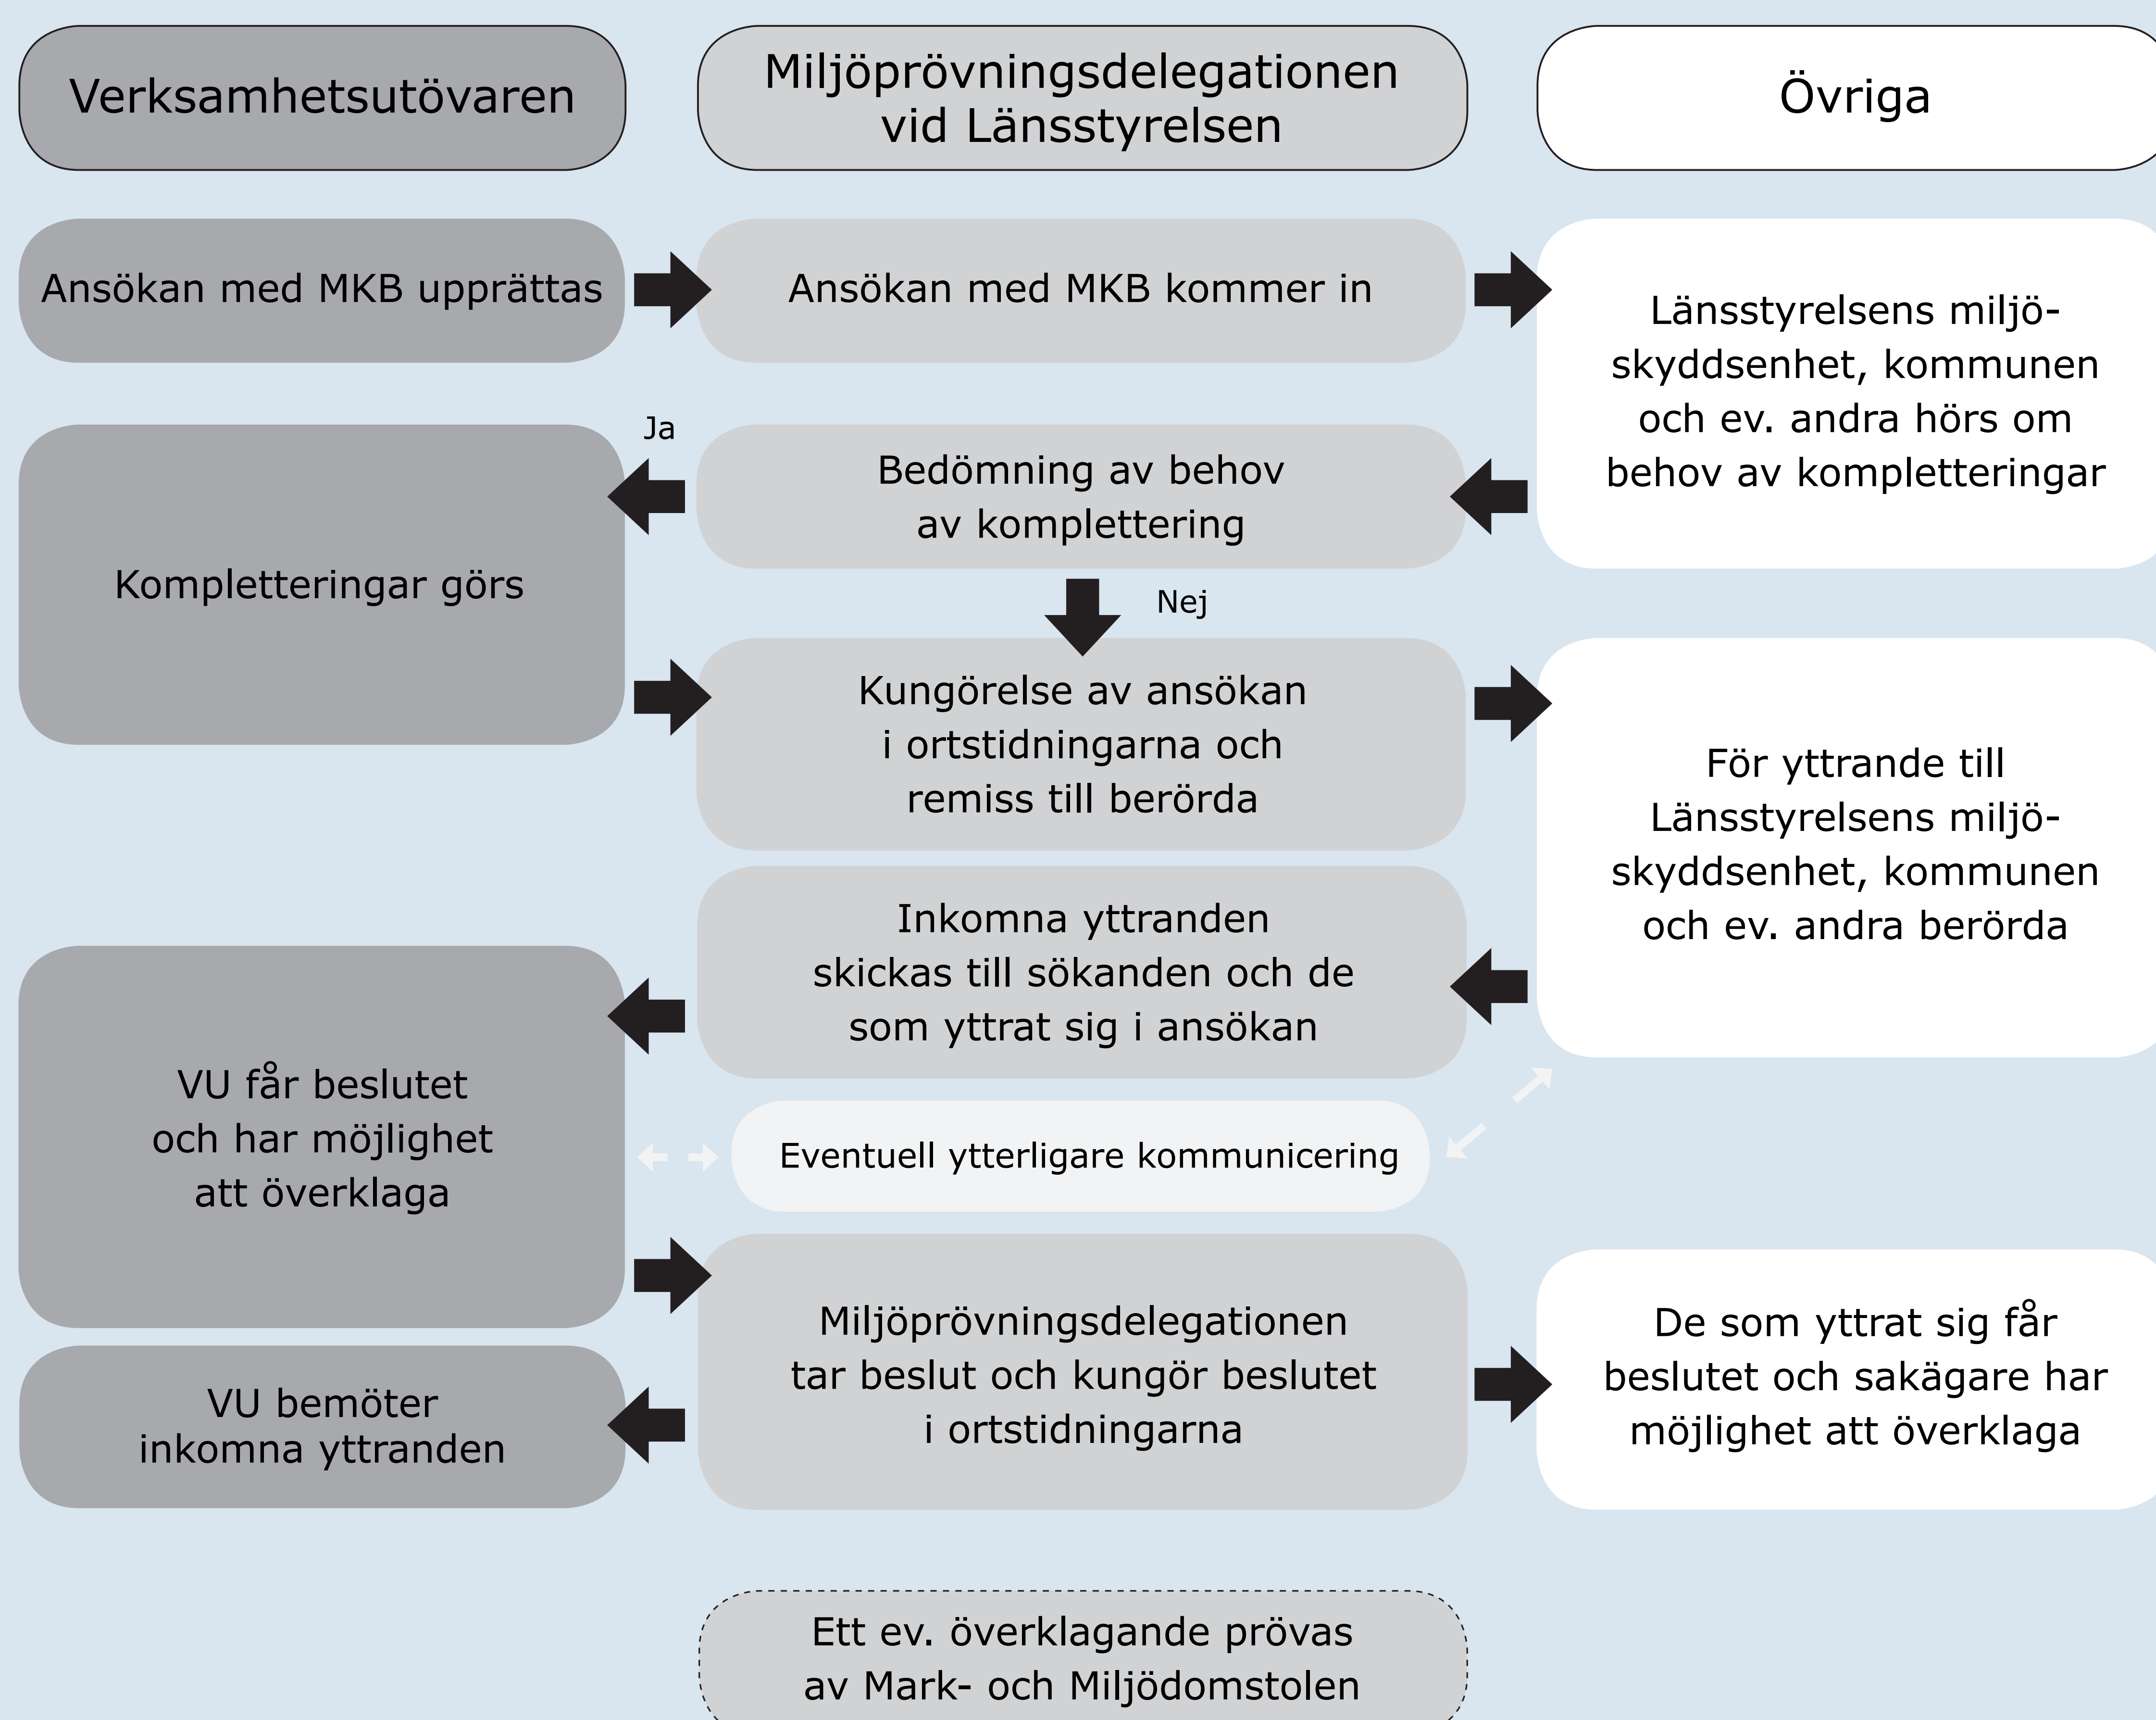 Verksamhetsutövaren
Miljöprövningsdelegationen
vid Länsstyrelsen
Övriga
Ansökan med MKB upprättas
Ansökan med MKB kommer in
Länsstyrelsens miljö-
skyddsenhet, kommunen
och ev. andra hörs om
behov av kompletteringar
Ja
Bedömning av behov
av komplettering
Kompletteringar görs
Nej
Kungörelse av ansökan
i ortstidningarna och
remiss till berörda
För yttrande till
Länsstyrelsens miljö-
skyddsenhet, kommunen
och ev. andra berörda
Inkomna yttranden
skickas till sökanden och de
som yttrat sig i ansökan
VU får beslutet
och har möjlighet
att överklaga
Eventuell ytterligare kommunicering
Miljöprövningsdelegationen
tar beslut och kungör beslutet
i ortstidningarna
De som yttrat sig får
beslutet och sakägare har
möjlighet att överklaga
VU bemöter
inkomna yttranden
Ett ev. överklagande prövas
av Mark- och Miljödomstolen